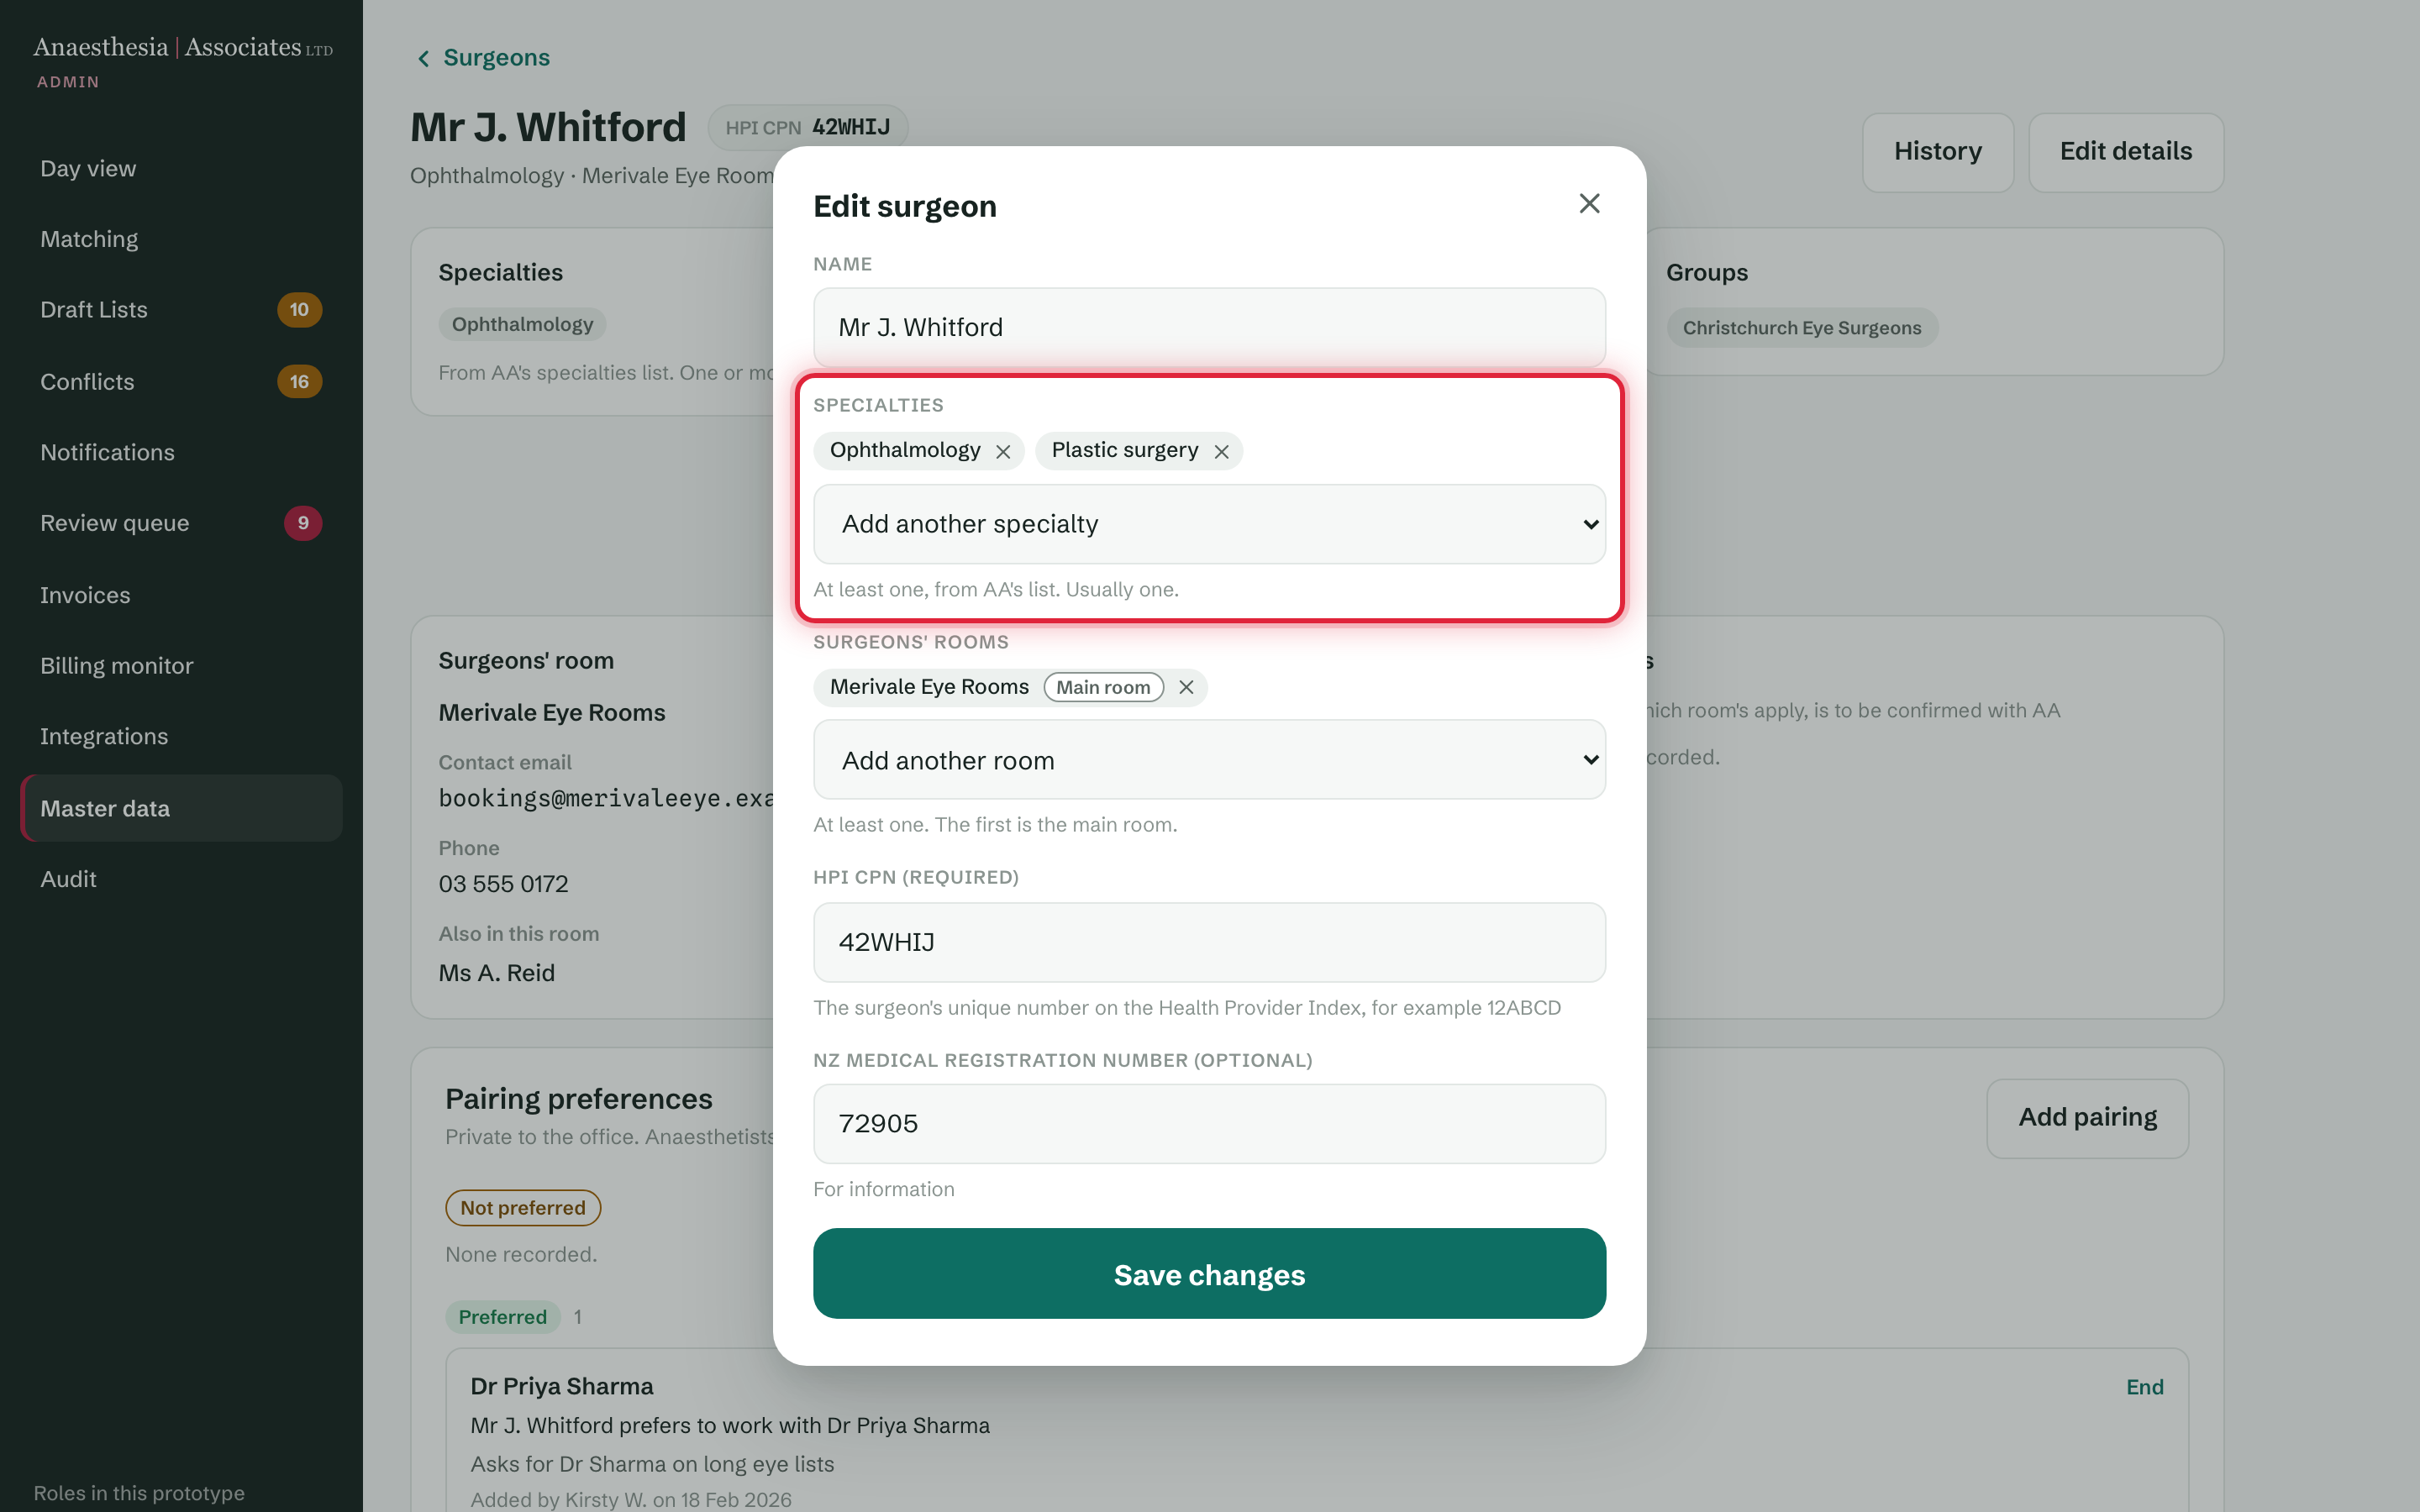 Anaesthesia | Associates LTD
ADMIN
Day view
Matching
Draft Lists 10
Conflicts 16
Notifications
Review queue 9
Invoices
Billing monitor
Integrations
Master data
Audit
Roles in this prototype
Surgeons
Mr J. Whitford HPI CPN 42WHIJ
Ophthalmology · Merivale Eye Room
History
Edit details
Specialties
Ophthalmology
From AA's specialties list. One or mo
Groups
Christchurch Eye Surgeons
Surgeons' room
Merivale Eye Rooms
Contact email
bookings@merivaleeye.exa
Phone
03 555 0172
Also in this room
Ms A. Reid
s
hich room's apply, is to be confirmed with AA
corded.
Pairing preferences
Private to the office. Anaesthetists
Add pairing
Not preferred
None recorded.
Preferred 1
Dr Priya Sharma
End
Mr J. Whitford prefers to work with Dr Priya Sharma
Asks for Dr Sharma on long eye lists
Added by Kirsty W. on 18 Feb 2026
Edit surgeon
NAME
Mr J. Whitford
SPECIALTIES
Ophthalmology Plastic surgery
Add another specialty
At least one, from AA's list. Usually one.
SURGEONS' ROOMS
Merivale Eye Rooms Main room
Add another room
At least one. The first is the main room.
HPI CPN (REQUIRED)
42WHIJ
The surgeon's unique number on the Health Provider Index, for example 12ABCD
NZ MEDICAL REGISTRATION NUMBER (OPTIONAL)
72905
For information
Save changes